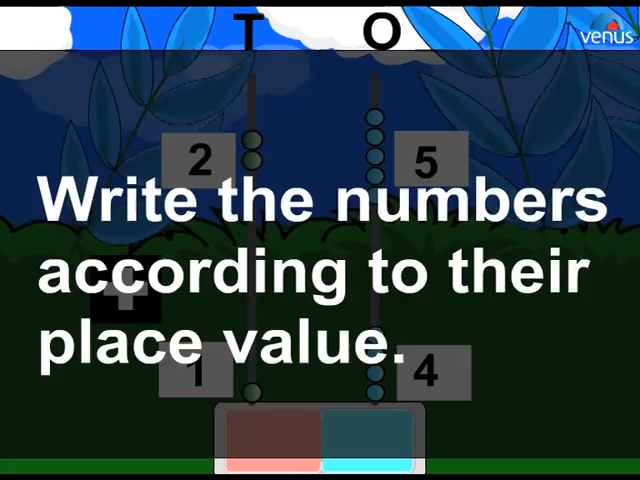 T O
venus
2 5
Write the numbers
according to their
place value.
+
1 4